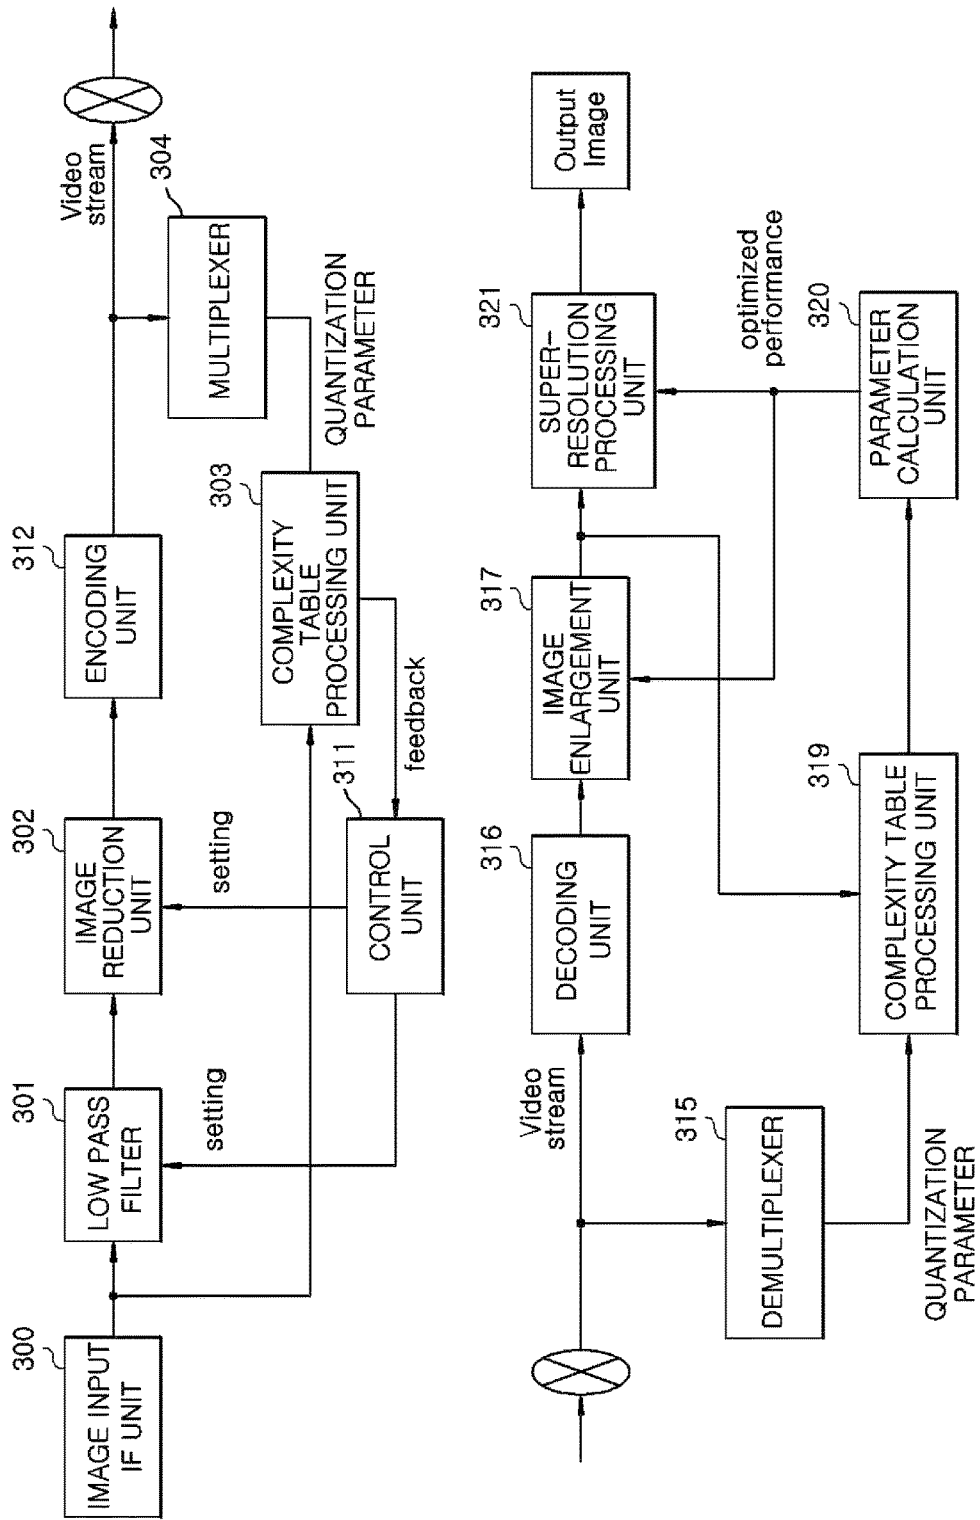 300
IMAGE INPUT
IF UNIT
301
LOW PASS
FILTER
302
IMAGE
REDUCTION
UNIT
312
ENCODING
UNIT
Video
stream
304
MULTIPLEXER
setting
setting
311
CONTROL
UNIT
feedback
303
COMPLEXITY
TABLE
PROCESSING UNIT
QUANTIZATION
PARAMETER
Video
stream
316
DECODING
UNIT
317
IMAGE
ENLARGEMENT
UNIT
321
SUPER-
RESOLUTION
PROCESSING
UNIT
Output
Image
315
DEMULTIPLEXER
QUANTIZATION
PARAMETER
319
COMPLEXITY TABLE
PROCESSING UNIT
optimized
performance
320
PARAMETER
CALCULATION
UNIT